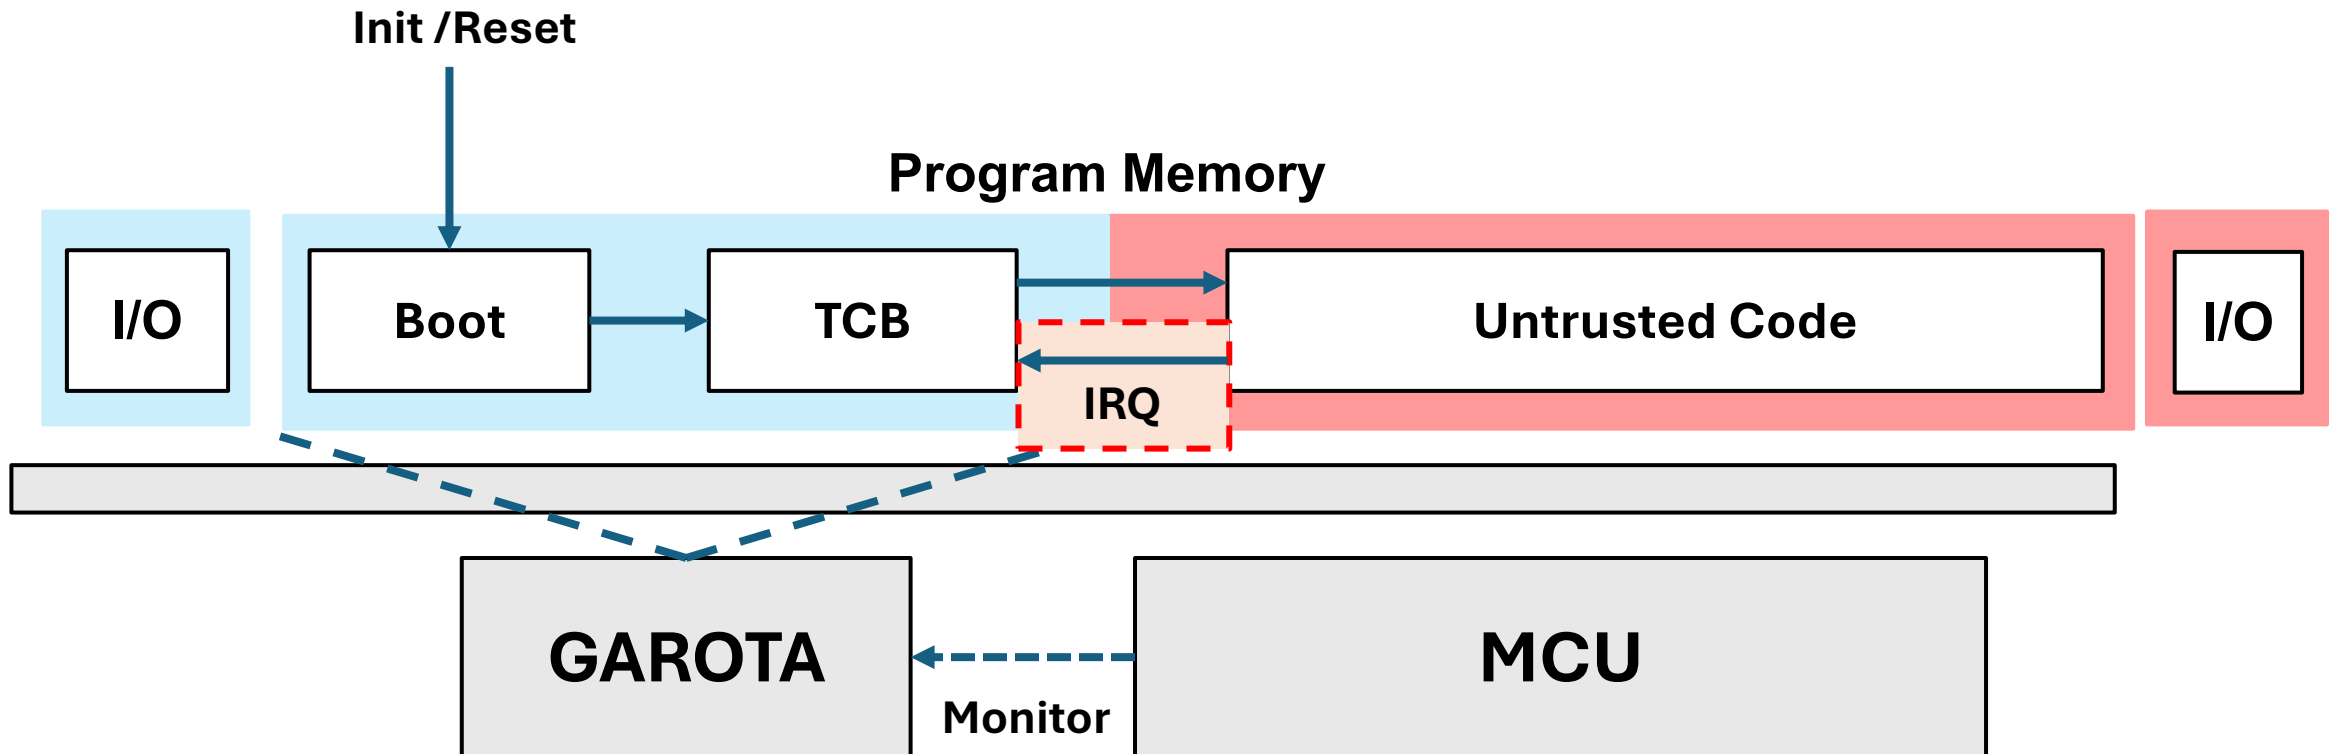 Init /Reset
Program Memory
I/O
Boot
TCB
Untrusted Code
I/O
IRQ
GAROTA
MCU
Monitor